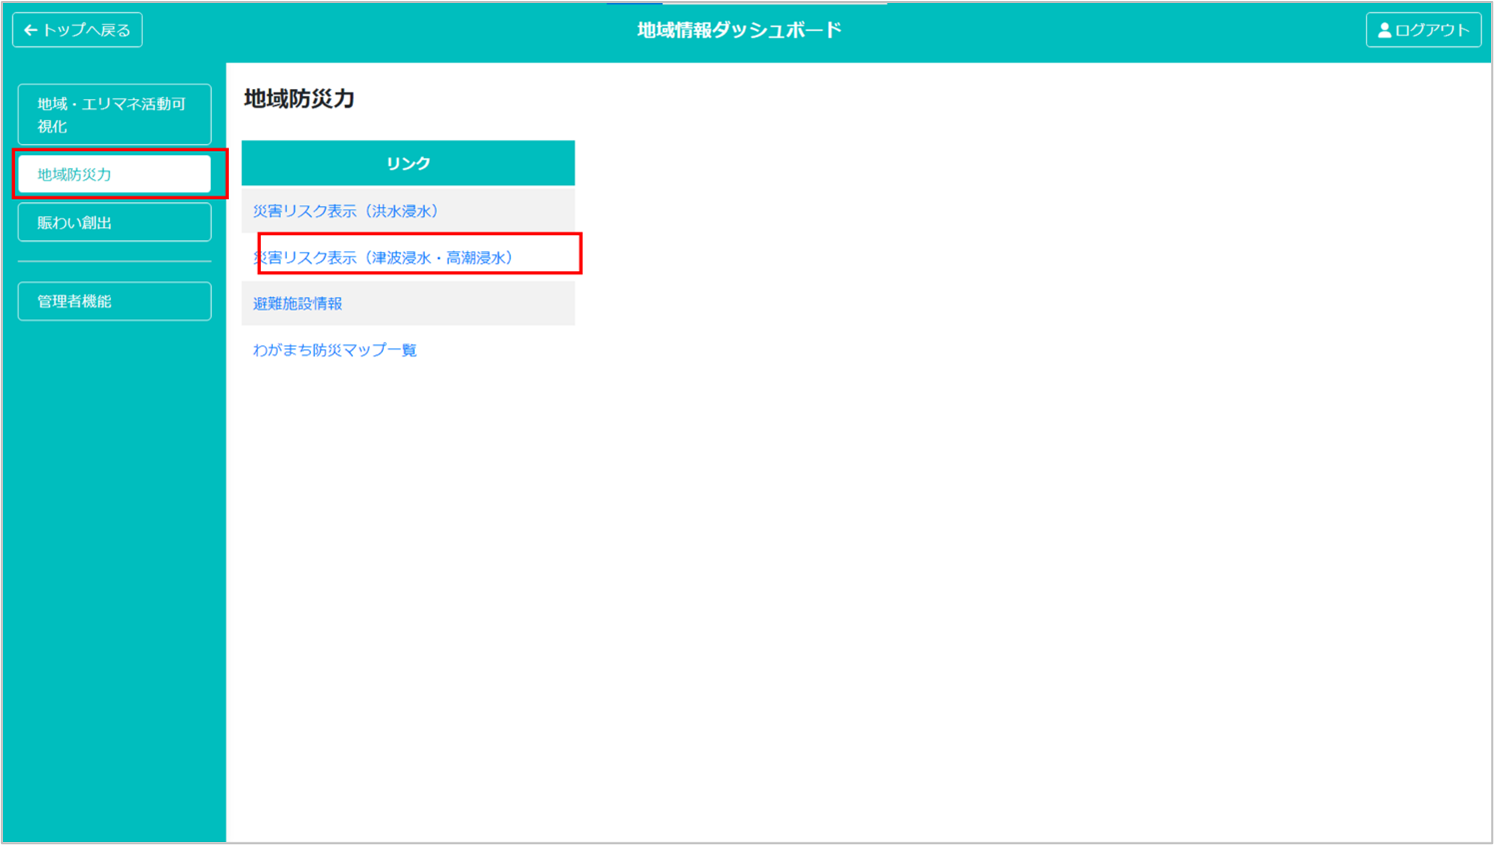 トップへ戻る
地域情報ダッシュボード
ログアウト
地域・エリマネ活動可
視化
地域防災力
賑わい創出
管理者機能
地域防災力
リンク
災害リスク表示（洪水浸水）
災害リスク表示（津波浸水・高潮浸水）
避難施設情報
わがまち防災マップ一覧